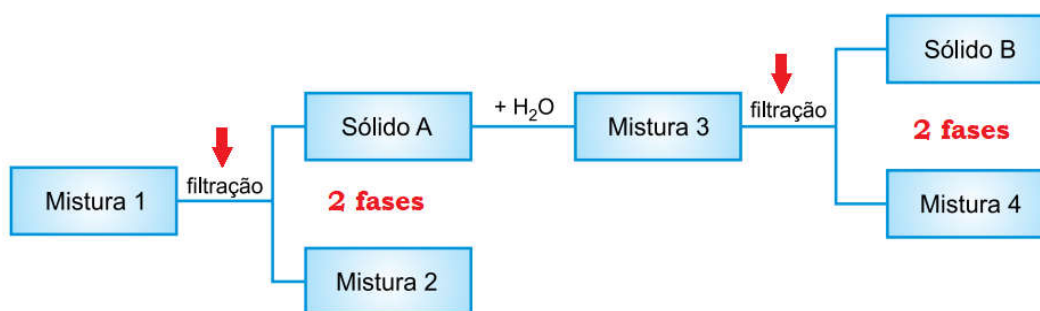 Mistura 1
filtração
Sólido A
2 fases
Mistura 2
+ H₂O
Mistura 3
filtração
Sólido B
2 fases
Mistura 4